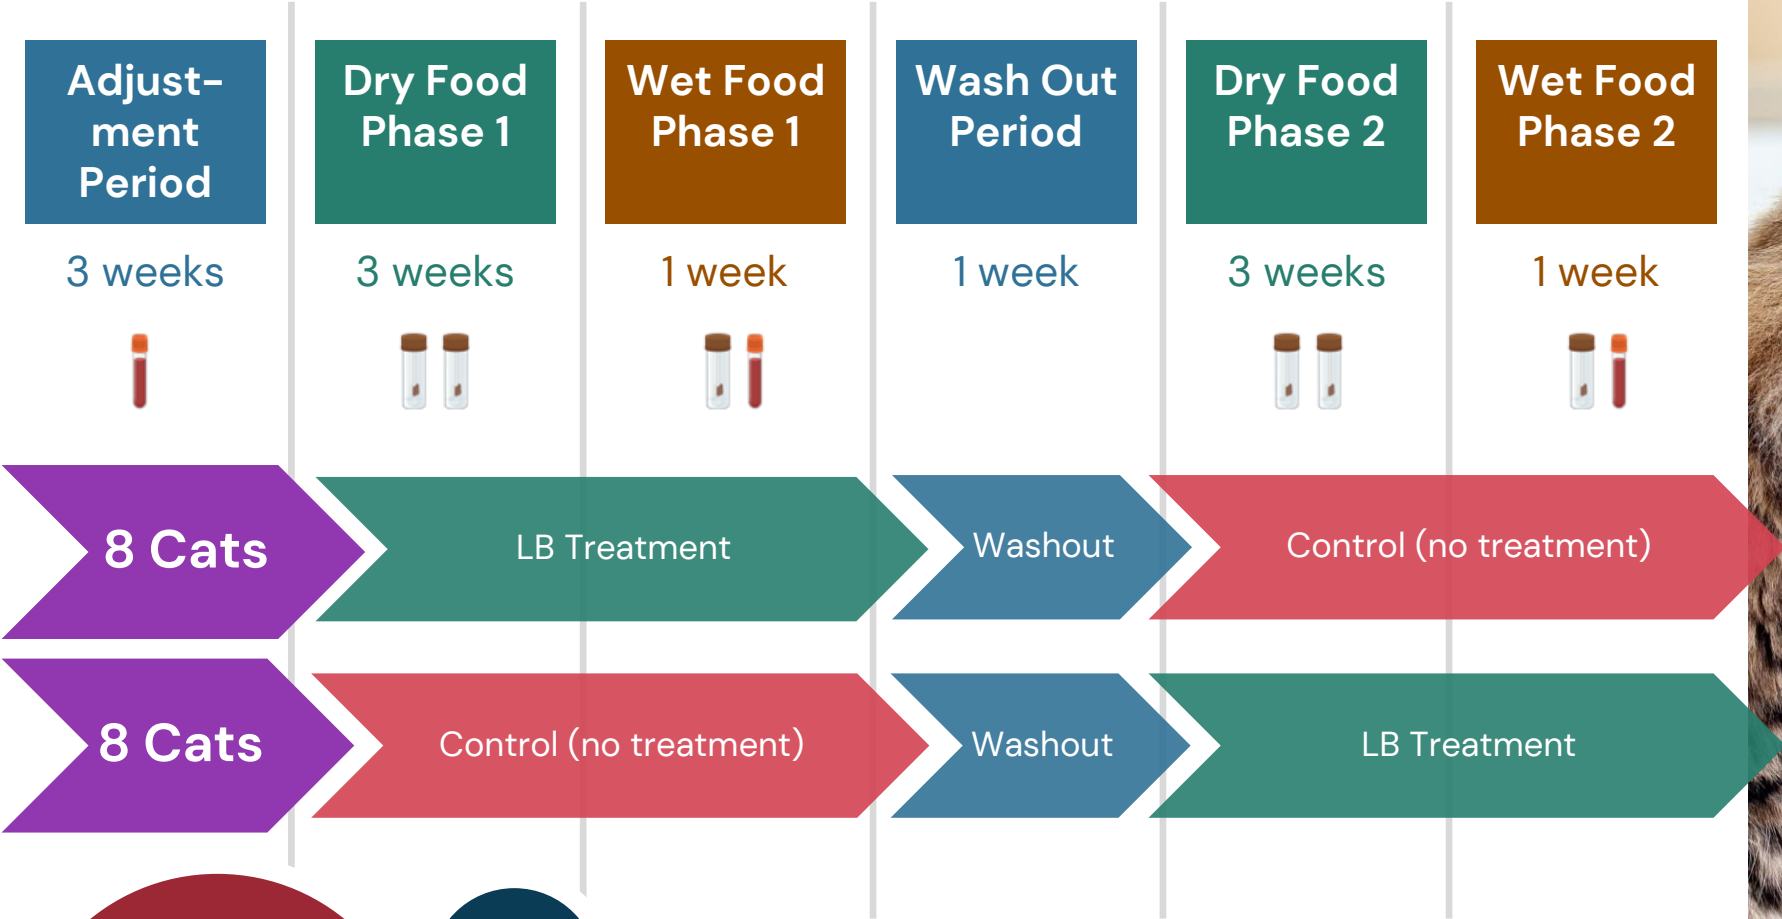 Adjust-
ment
Period
Dry Food
Phase 1
Wet Food
Phase 1
Wash Out
Period
Dry Food
Phase 2
Wet Food
Phase 2
3 weeks
3 weeks
1 week
1 week
3 weeks
1 week
8 Cats
LB Treatment
Washout
Control (no treatment)
8 Cats
Control (no treatment)
Washout
LB Treatment